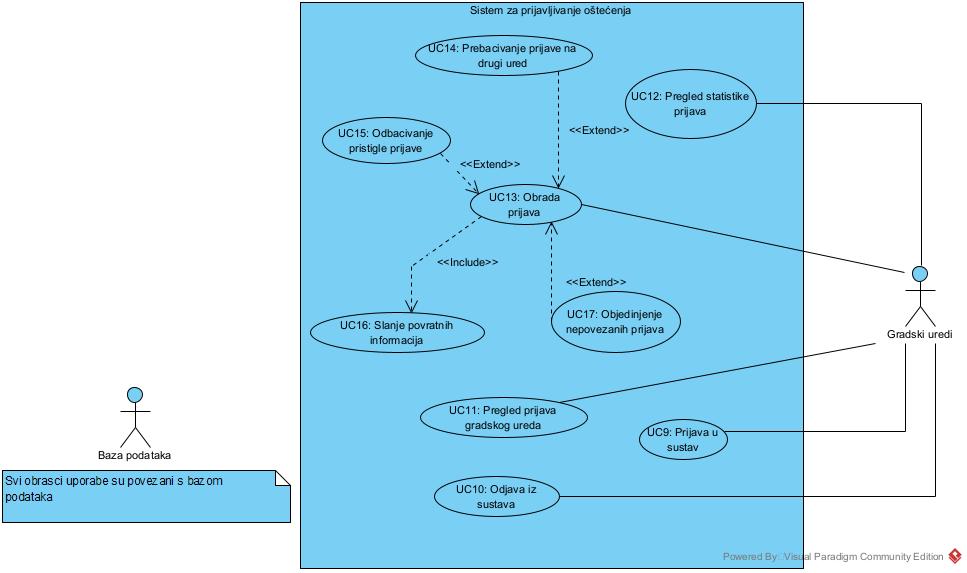 Sistem za prijavljivanje oštećenja
UC14: Prebacivanje prijave na
drugi ured
UC12: Pregled statistike
prijava
<<Extend>>
UC15: Odbacivanje
pristigle prijave
<<Extend>>
UC13: Obrada
prijava
<<Include>>
<<Extend>>
UC16: Slanje povratnih
informacija
UC17: Objedinjenje
nepovezanih prijava
Gradski uredi
UC11: Pregled prijava
gradskog ureda
UC9: Prijava u
sustav
Baza podataka
Svi obrasci uporabe su povezani s bazom
podataka
UC10: Odjava iz
sustava
Powered By: Visual Paradigm Community Edition